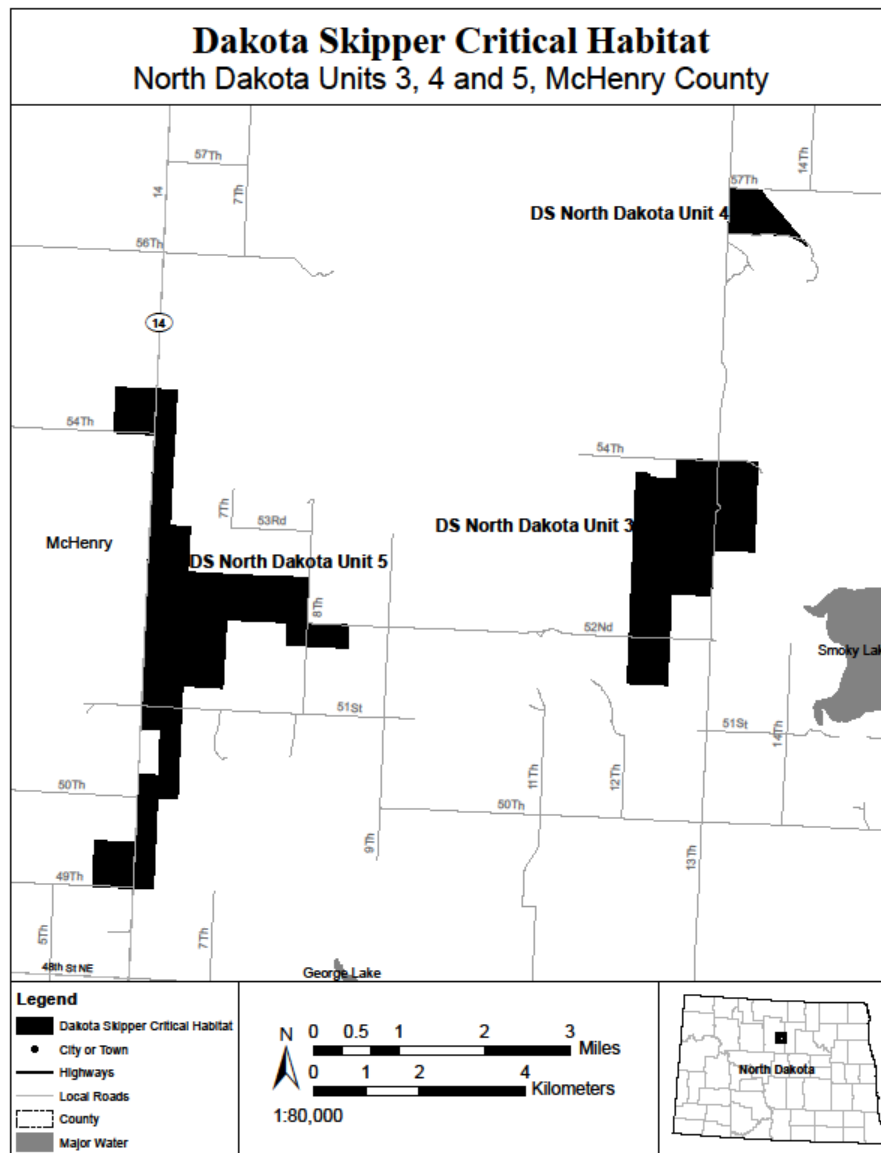 Dakota Skipper Critical Habitat
North Dakota Units 3, 4 and 5, McHenry County
57Th
14
7Th
14Th
57Th
DS North Dakota Unit 4
56Th
14
54Th
54Th
7Th
53Rd
DS North Dakota Unit 3
McHenry
DS North Dakota Unit 5
8Th
52Nd
Smoky Lak
51St
51St
14Th
50Th
11Th
12Th
50Th
9Th
13Th
49Th
5Th
7Th
48th St NE
George Lake
Legend
Dakota Skipper Critical Habitat
City or Town
Highways
Local Roads
County
Major Water
N
0 0.5 1 2 3
Miles
0 1 2 4
Kilometers
1:80,000
North Dakota